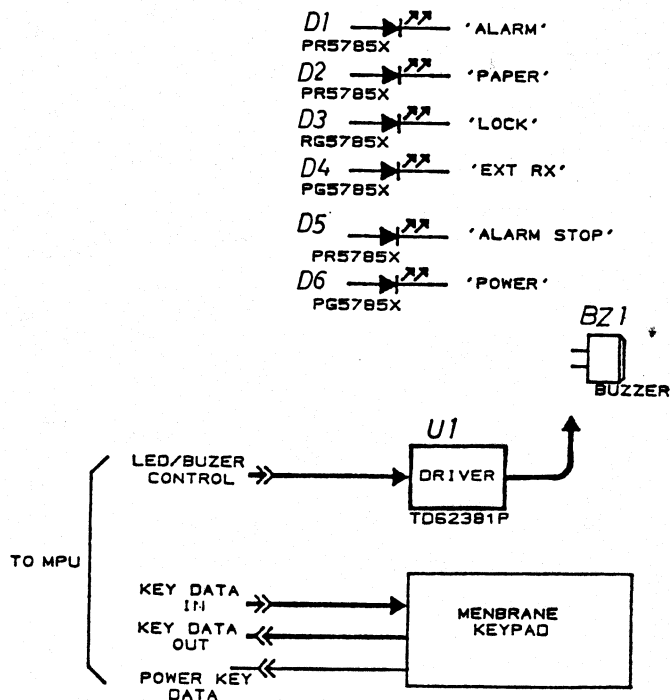 D1 'ALARM'
PR5785X
D2 'PAPER'
PR5785X
D3 'LOCK'
RG5785X
D4 'EXT RX'
PG5785X
D5 'ALARM STOP'
PR5785X
D6 'POWER'
PG5785X
BZ1
BUZZER
U1
LED/BUZER
CONTROL
DRIVER
TD62381P
TO MPU
KEY DATA
IN
KEY DATA
OUT
POWER KEY
DATA
MENBRANE
KEYPAD